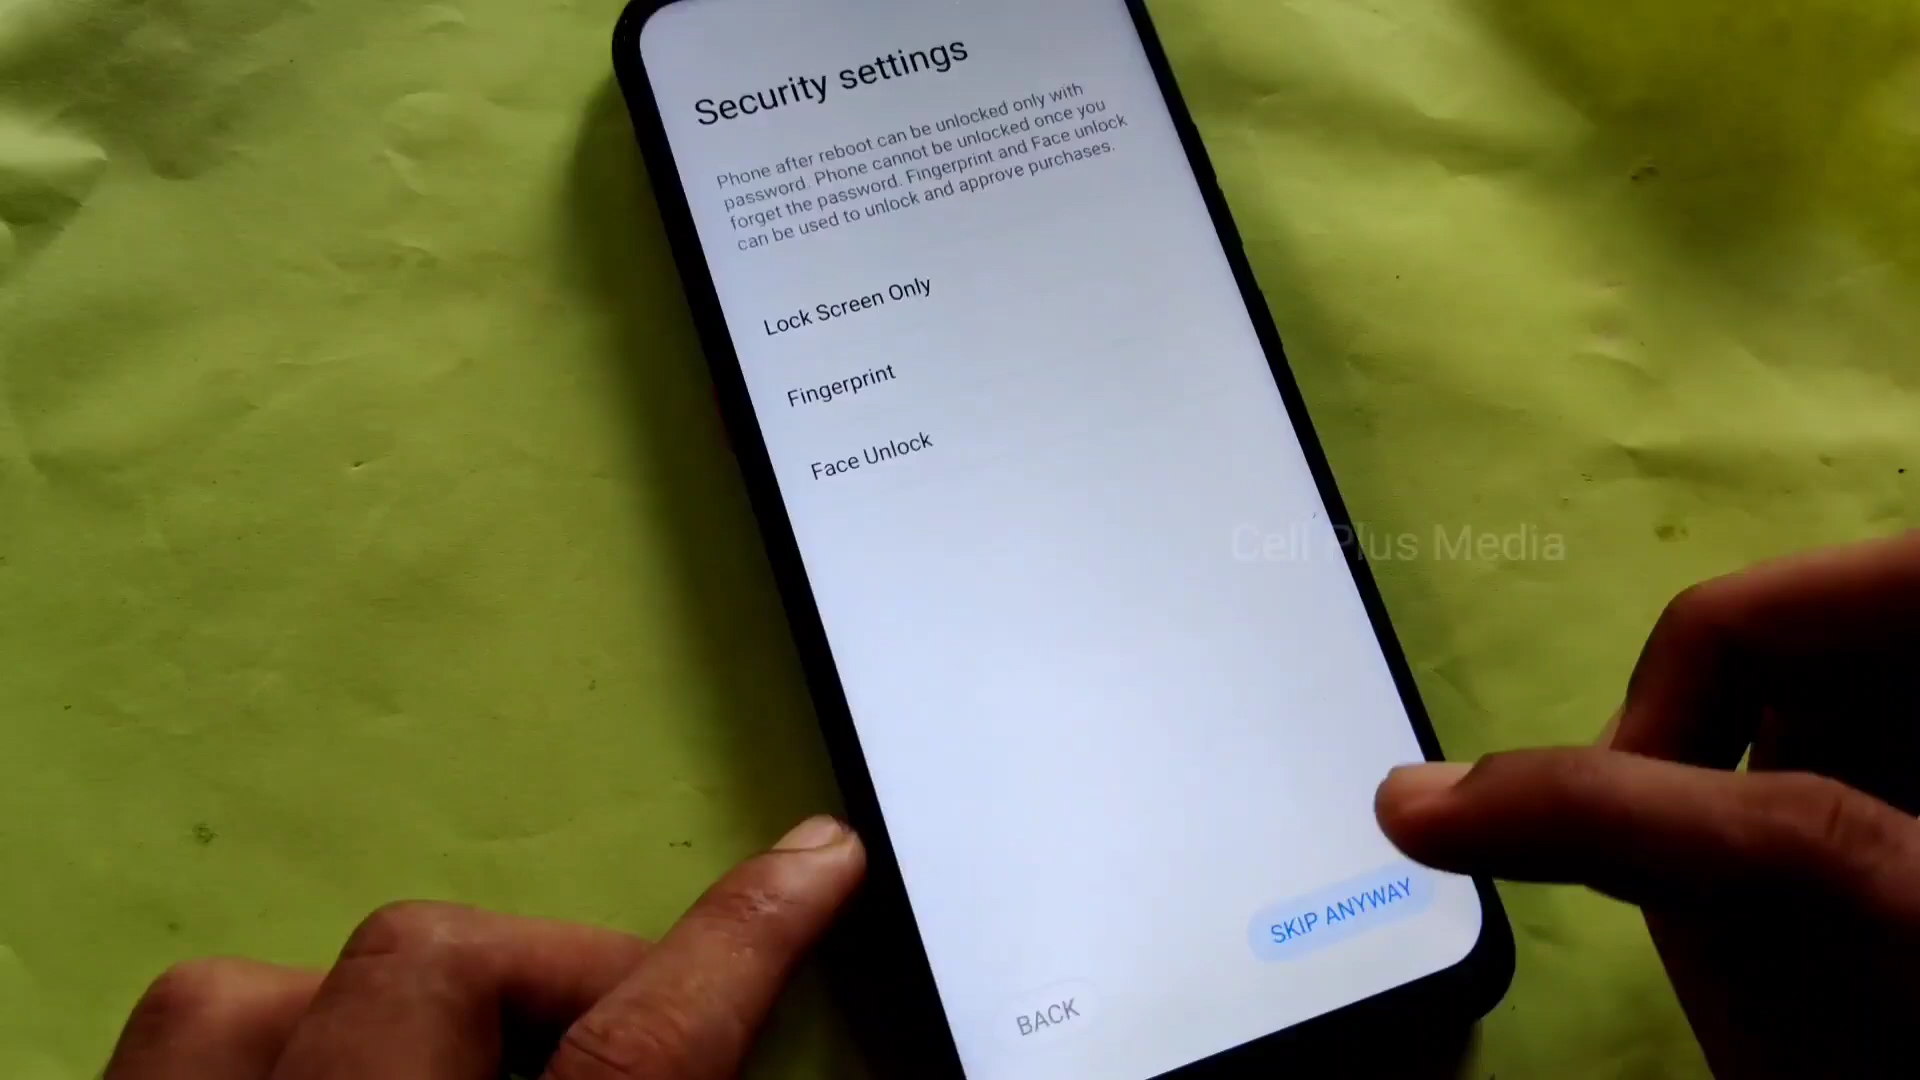 Security settings
Phone after reboot can be unlocked only with
password. Phone cannot be unlocked once you
forget the password. Fingerprint and Face unlock
can be used to unlock and approve purchases.
Lock Screen Only
Fingerprint
Face Unlock
Cell Plus Media
SKIP ANYWAY
BACK